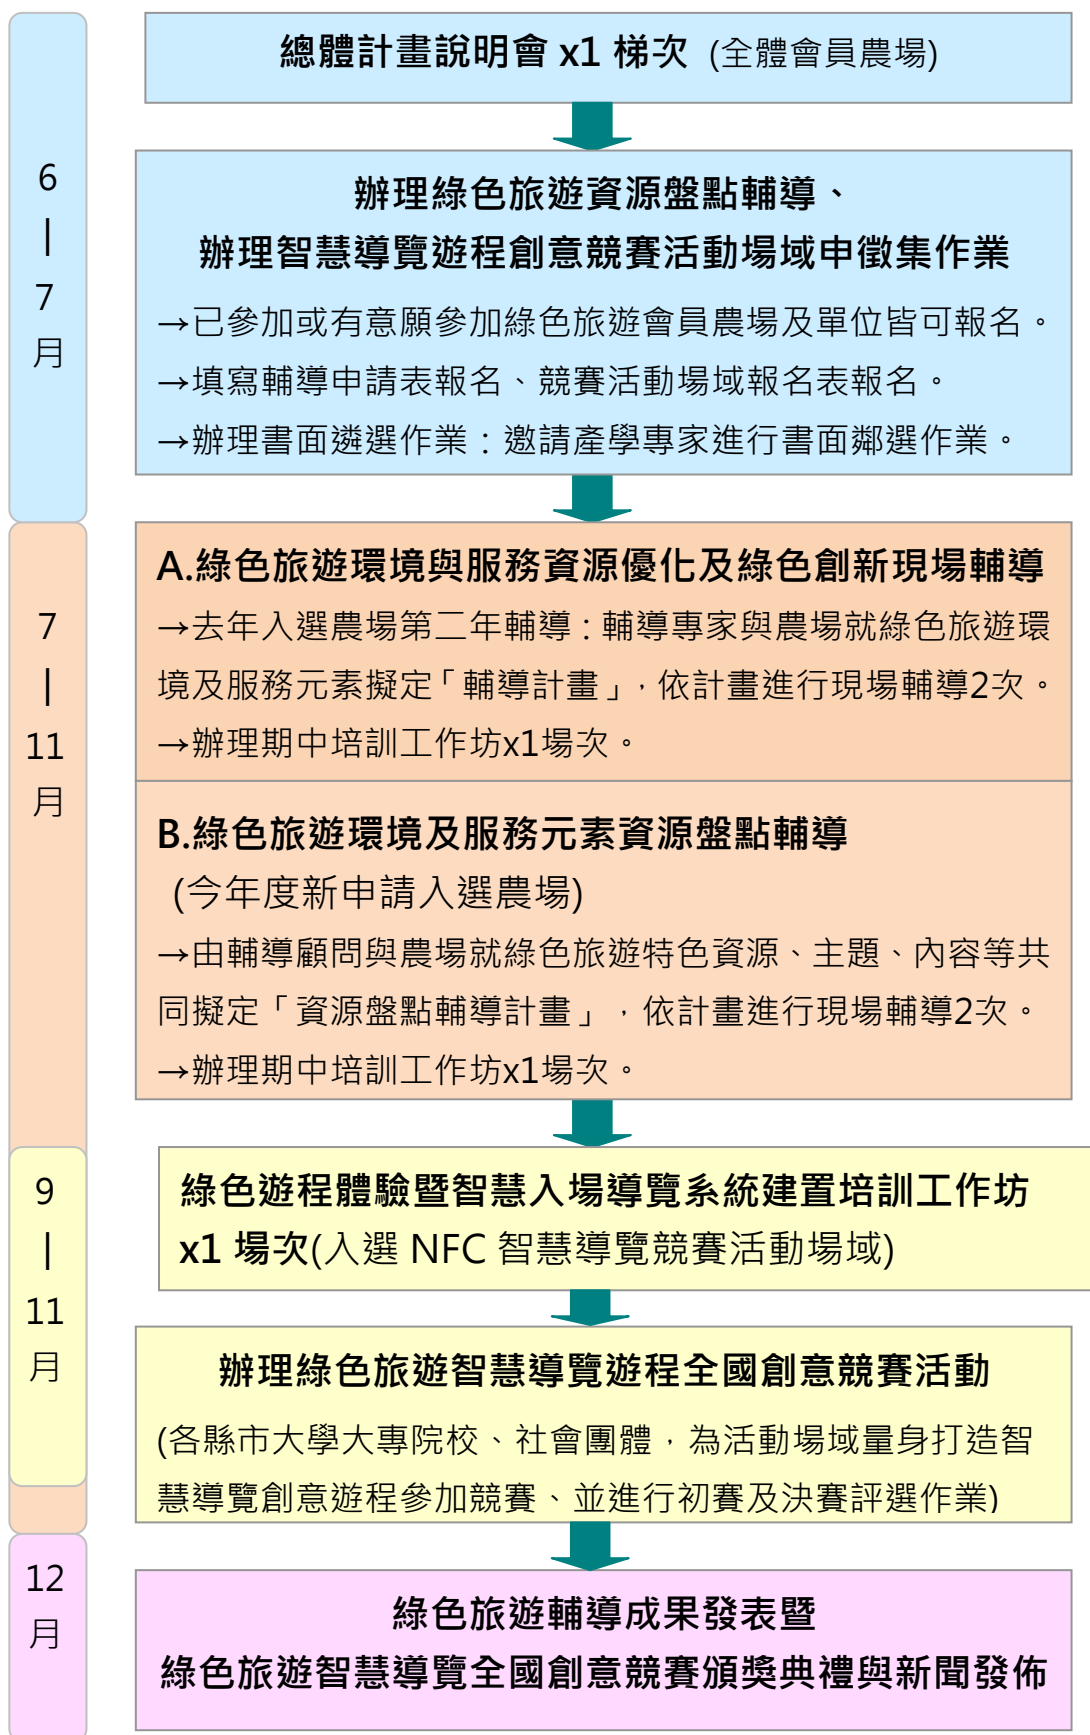 總體計畫說明會 x1 梯次 (全體會員農場)
6
|
7
月
辦理綠色旅遊資源盤點輔導、
辦理智慧導覽遊程創意競賽活動場域申徵集作業
→已參加或有意願參加綠色旅遊會員農場及單位皆可報名。
→填寫輔導申請表報名、競賽活動場域報名表報名。
→辦理書面遴選作業：邀請產學專家進行書面鄰選作業。
7
|
11
月
A.綠色旅遊環境與服務資源優化及綠色創新現場輔導
→去年入選農場第二年輔導：輔導專家與農場就綠色旅遊環
境及服務元素擬定「輔導計畫」，依計畫進行現場輔導2次。
→辦理期中培訓工作坊x1場次。
B.綠色旅遊環境及服務元素資源盤點輔導
(今年度新申請入選農場)
→由輔導顧問與農場就綠色旅遊特色資源、主題、內容等共
同擬定「資源盤點輔導計畫」，依計畫進行現場輔導2次。
→辦理期中培訓工作坊x1場次。
9
|
11
月
綠色遊程體驗暨智慧入場導覽系統建置培訓工作坊
x1 場次(入選 NFC 智慧導覽競賽活動場域)
辦理綠色旅遊智慧導覽遊程全國創意競賽活動
(各縣市大學大專院校、社會團體，為活動場域量身打造智
慧導覽創意遊程參加競賽、並進行初賽及決賽評選作業)
12
月
綠色旅遊輔導成果發表暨
綠色旅遊智慧導覽全國創意競賽頒獎典禮與新聞發佈